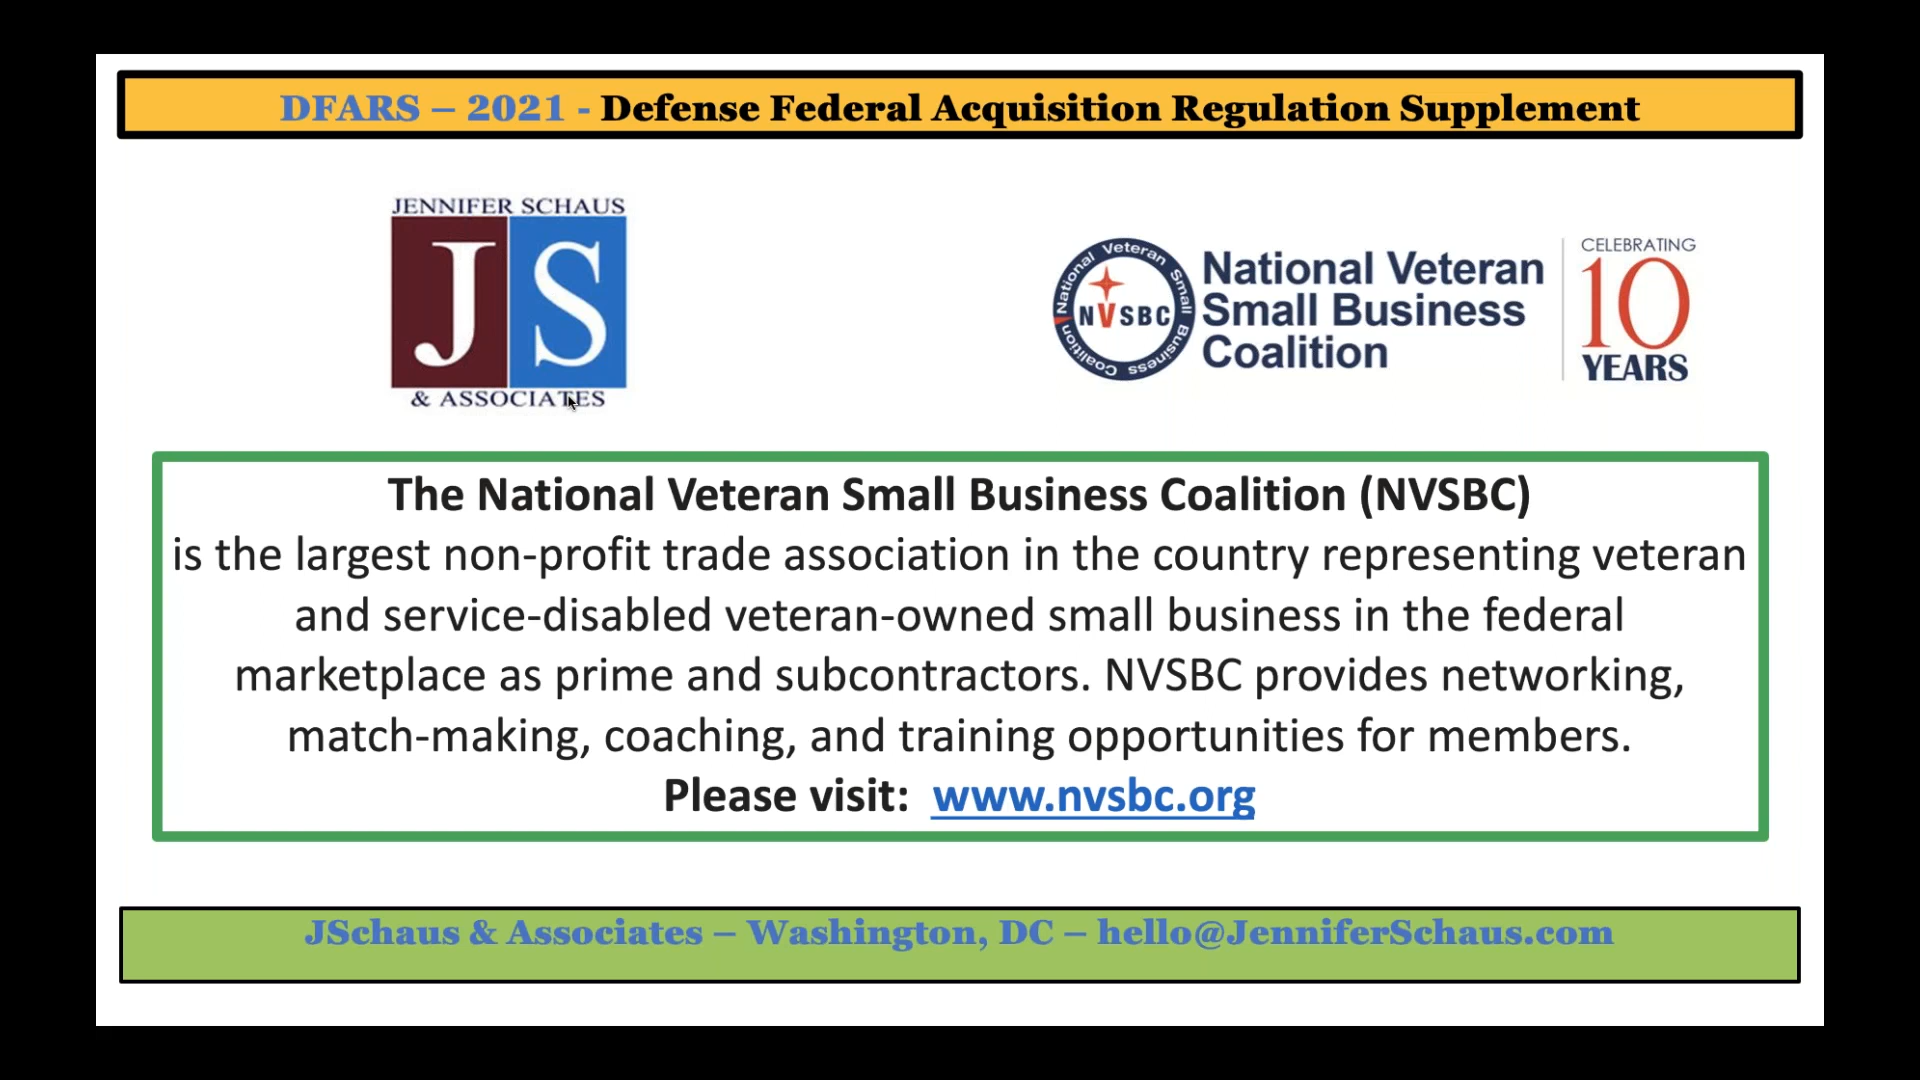 DFARS – 2021 - Defense Federal Acquisition Regulation Supplement
JENNIFER SCHAUS
JS
& ASSOCIATES
National Veteran Small Business Coalition
NVSBC
National Veteran
Small Business
Coalition
CELEBRATING
10
YEARS
The National Veteran Small Business Coalition (NVSBC)
is the largest non-profit trade association in the country representing veteran
and service-disabled veteran-owned small business in the federal
marketplace as prime and subcontractors. NVSBC provides networking,
match-making, coaching, and training opportunities for members.
Please visit: www.nvsbc.org
JSchaus & Associates – Washington, DC – hello@JenniferSchaus.com